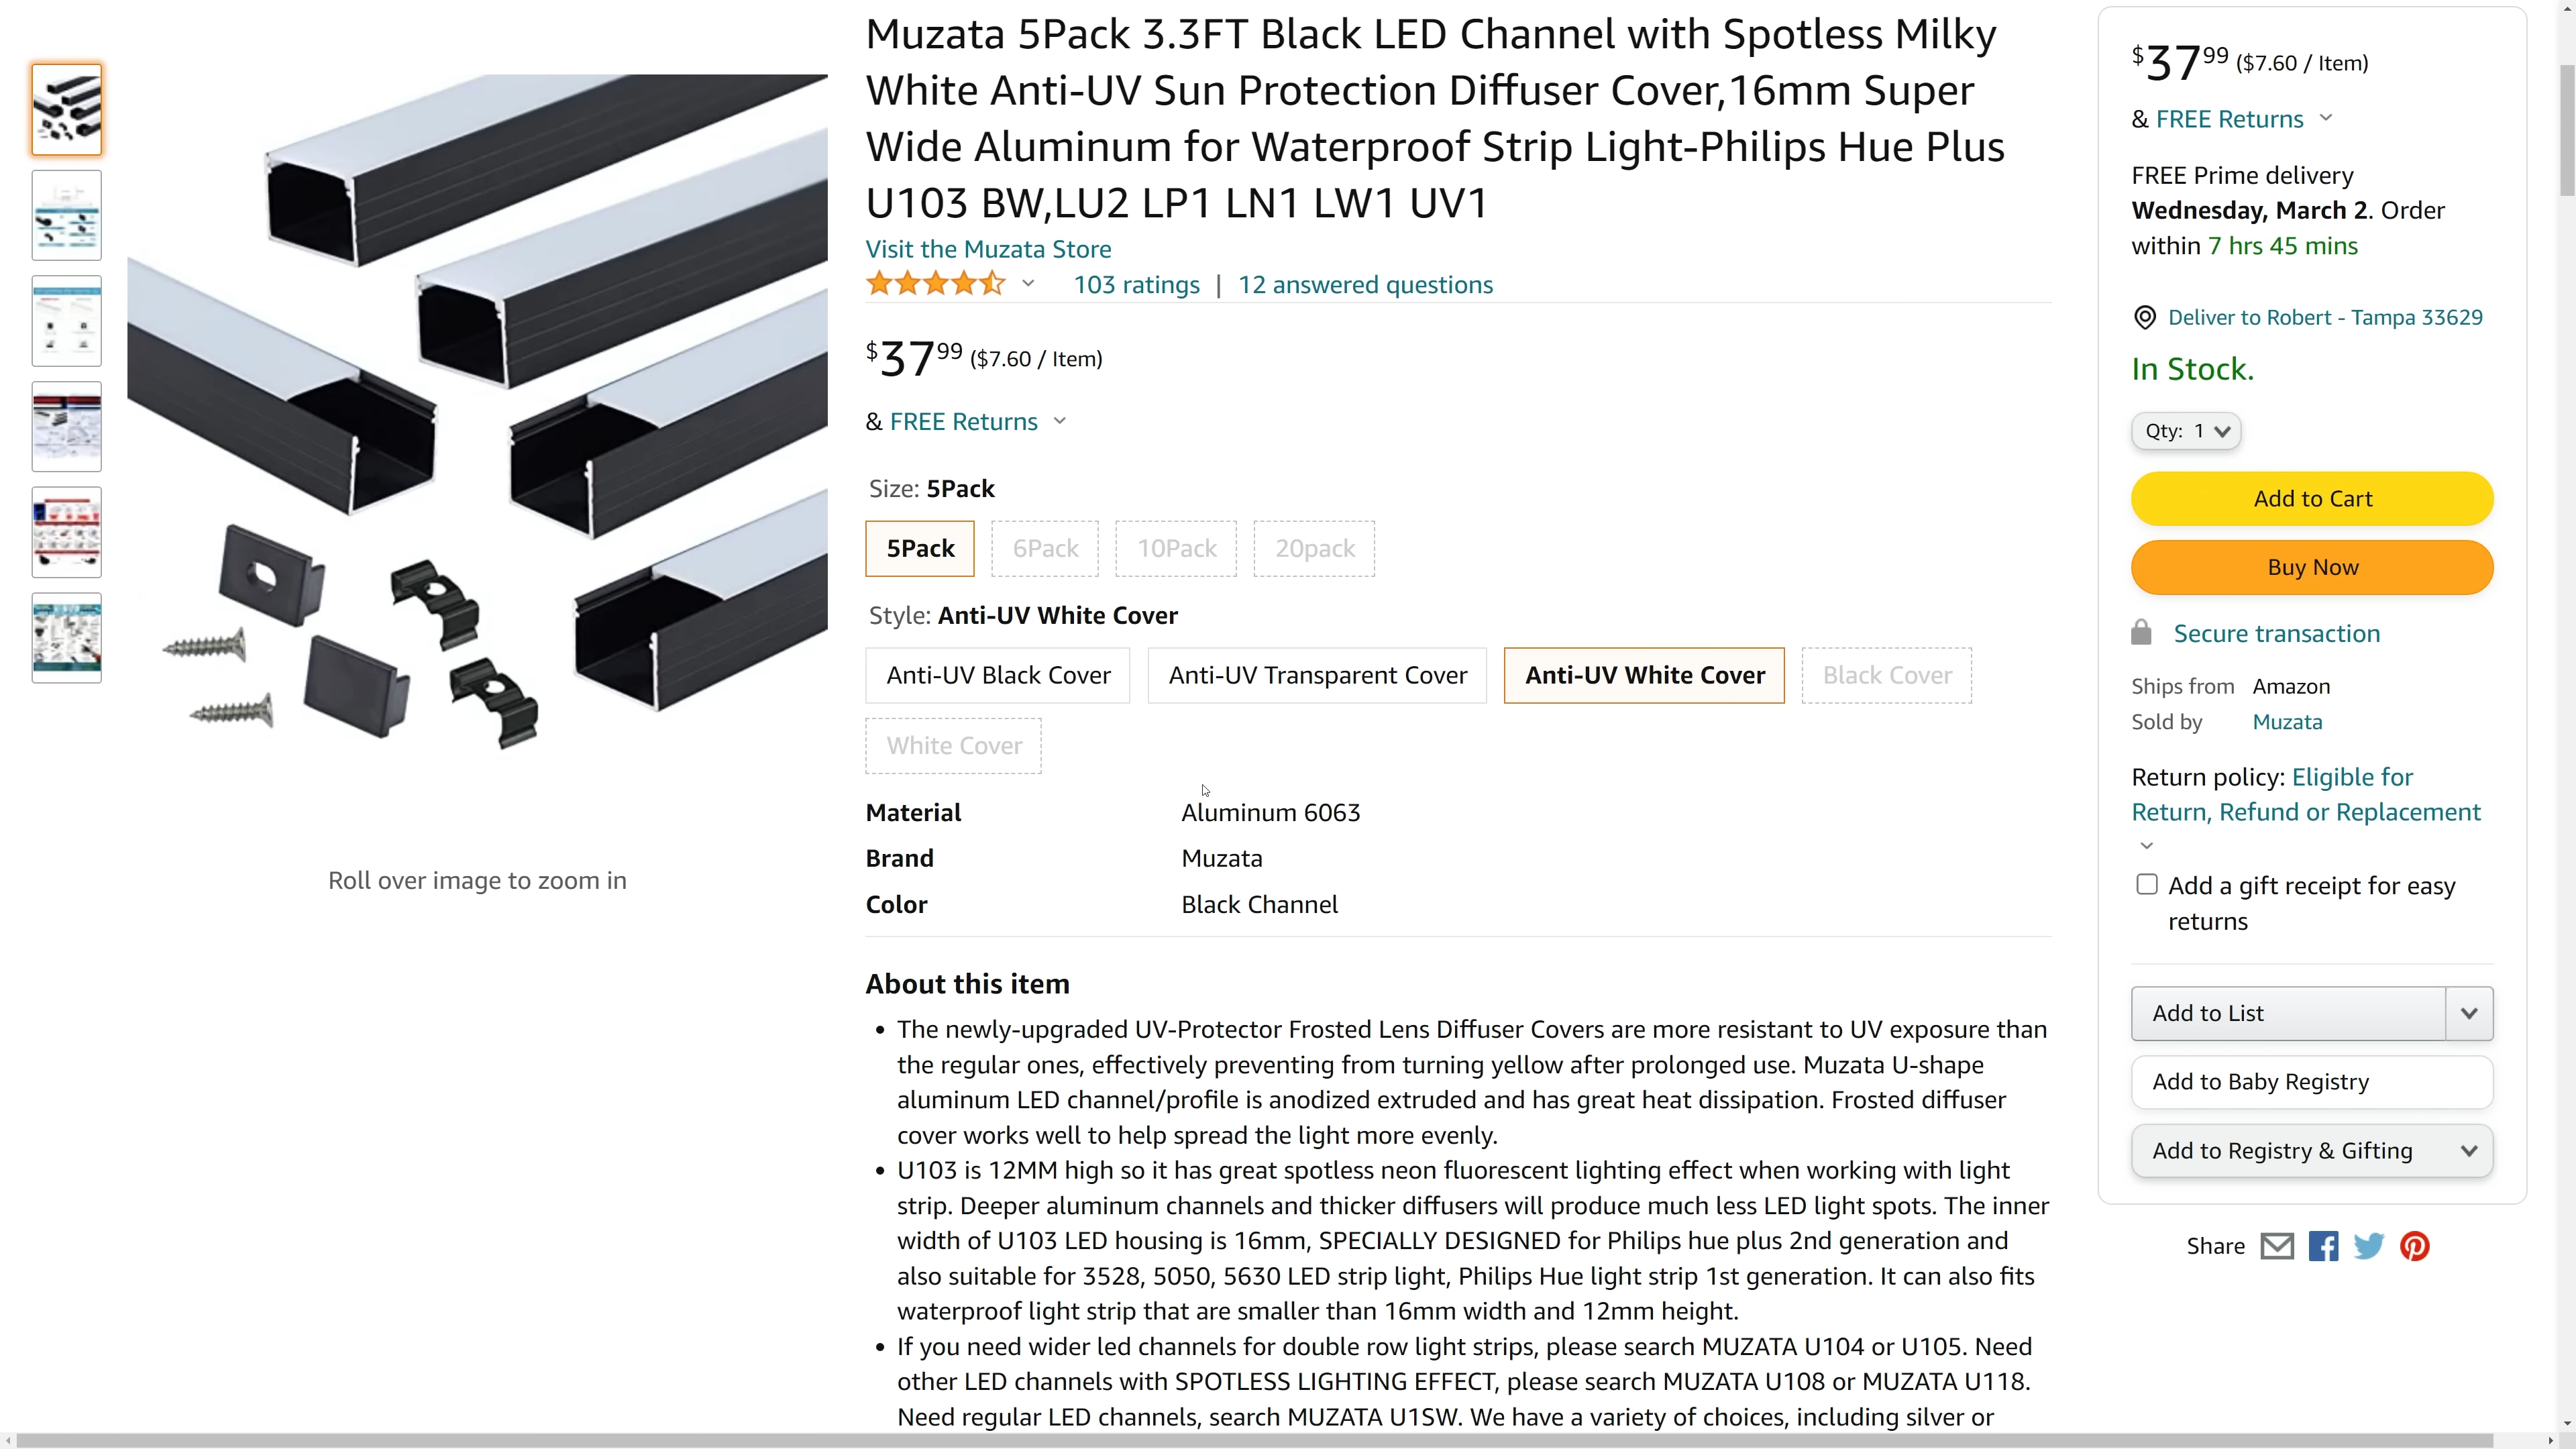 Muzata 5Pack 3.3FT Black LED Channel with Spotless Milky
White Anti-UV Sun Protection Diffuser Cover,16mm Super
Wide Aluminum for Waterproof Strip Light-Philips Hue Plus
U103 BW,LU2 LP1 LN1 LW1 UV1
Visit the Muzata Store
103 ratings | 12 answered questions
$37 99 ($7.60 / Item)
& FREE Returns
Size: 5Pack
5Pack 6Pack 10Pack 20pack
Style: Anti-UV White Cover
Anti-UV Black Cover Anti-UV Transparent Cover Anti-UV White Cover Black Cover
White Cover
Material Aluminum 6063
Brand Muzata
Color Black Channel
Roll over image to zoom in
About this item
• The newly-upgraded UV-Protector Frosted Lens Diffuser Covers are more resistant to UV exposure than
the regular ones, effectively preventing from turning yellow after prolonged use. Muzata U-shape
aluminum LED channel/profile is anodized extruded and has great heat dissipation. Frosted diffuser
cover works well to help spread the light more evenly.
• U103 is 12MM high so it has great spotless neon fluorescent lighting effect when working with light
strip. Deeper aluminum channels and thicker diffusers will produce much less LED light spots. The inner
width of U103 LED housing is 16mm, SPECIALLY DESIGNED for Philips hue plus 2nd generation and
also suitable for 3528, 5050, 5630 LED strip light, Philips Hue light strip 1st generation. It can also fits
waterproof light strip that are smaller than 16mm width and 12mm height.
• If you need wider led channels for double row light strips, please search MUZATA U104 or U105. Need
other LED channels with SPOTLESS LIGHTING EFFECT, please search MUZATA U108 or MUZATA U118.
Need regular LED channels, search MUZATA U1SW. We have a variety of choices, including silver or
$37 99 ($7.60 / Item)
& FREE Returns
FREE Prime delivery
Wednesday, March 2. Order
within 7 hrs 45 mins
Deliver to Robert - Tampa 33629
In Stock.
Qty: 1
Add to Cart
Buy Now
Secure transaction
Ships from Amazon
Sold by Muzata
Return policy: Eligible for
Return, Refund or Replacement
Add a gift receipt for easy
returns
Add to List
Add to Baby Registry
Add to Registry & Gifting
Share